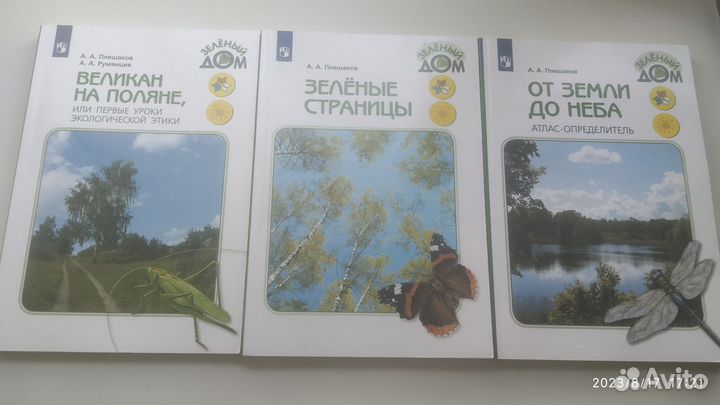 А. А. Плешаков
А. А. Румянцев
ВЕЛИКАН
НА ПОЛЯНЕ,
ИЛИ ПЕРВЫЕ УРОКИ
ЭКОЛОГИЧЕСКОЙ ЭТИКИ
ЗЕЛЁНЫЙ
ДОМ
А. А. Плешаков
ЗЕЛЁНЫЕ
СТРАНИЦЫ
ЗЕЛЁНЫЙ
ДОМ
А. А. Плешаков
ОТ ЗЕМЛИ
ДО НЕБА
АТЛАС-ОПРЕДЕЛИТЕЛЬ
ЗЕЛЁНЫЙ
ДОМ
2023/8/17 17:21
Avito